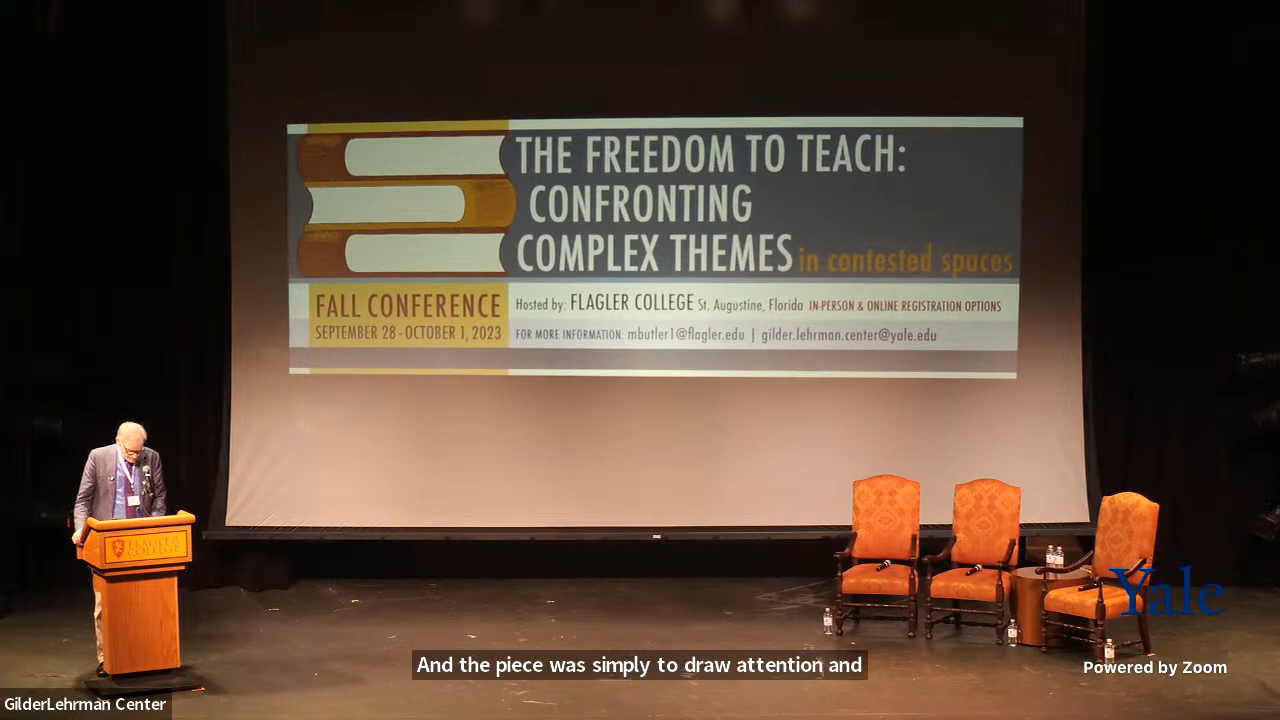 THE FREEDOM TO TEACH:
CONFRONTING
COMPLEX THEMES in contested spaces
FALL CONFERENCE
SEPTEMBER 28 - OCTOBER 1, 2023
Hosted by: FLAGLER COLLEGE St. Augustine, Florida IN-PERSON & ONLINE REGISTRATION OPTIONS
FOR MORE INFORMATION: mbutler1@flagler.edu | gilder.lehrman.center@yale.edu
FLAGLER
COLLEGE
Yale
And the piece was simply to draw attention and
Powered by Zoom
GilderLehrman Center